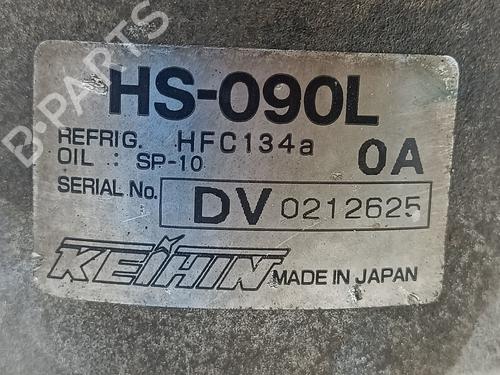 HS-090L
REFRIG. HFC134a
OIL : SP-10 0A
SERIAL No. DV 0212625
KEIHIN MADE IN JAPAN
B-PARTS